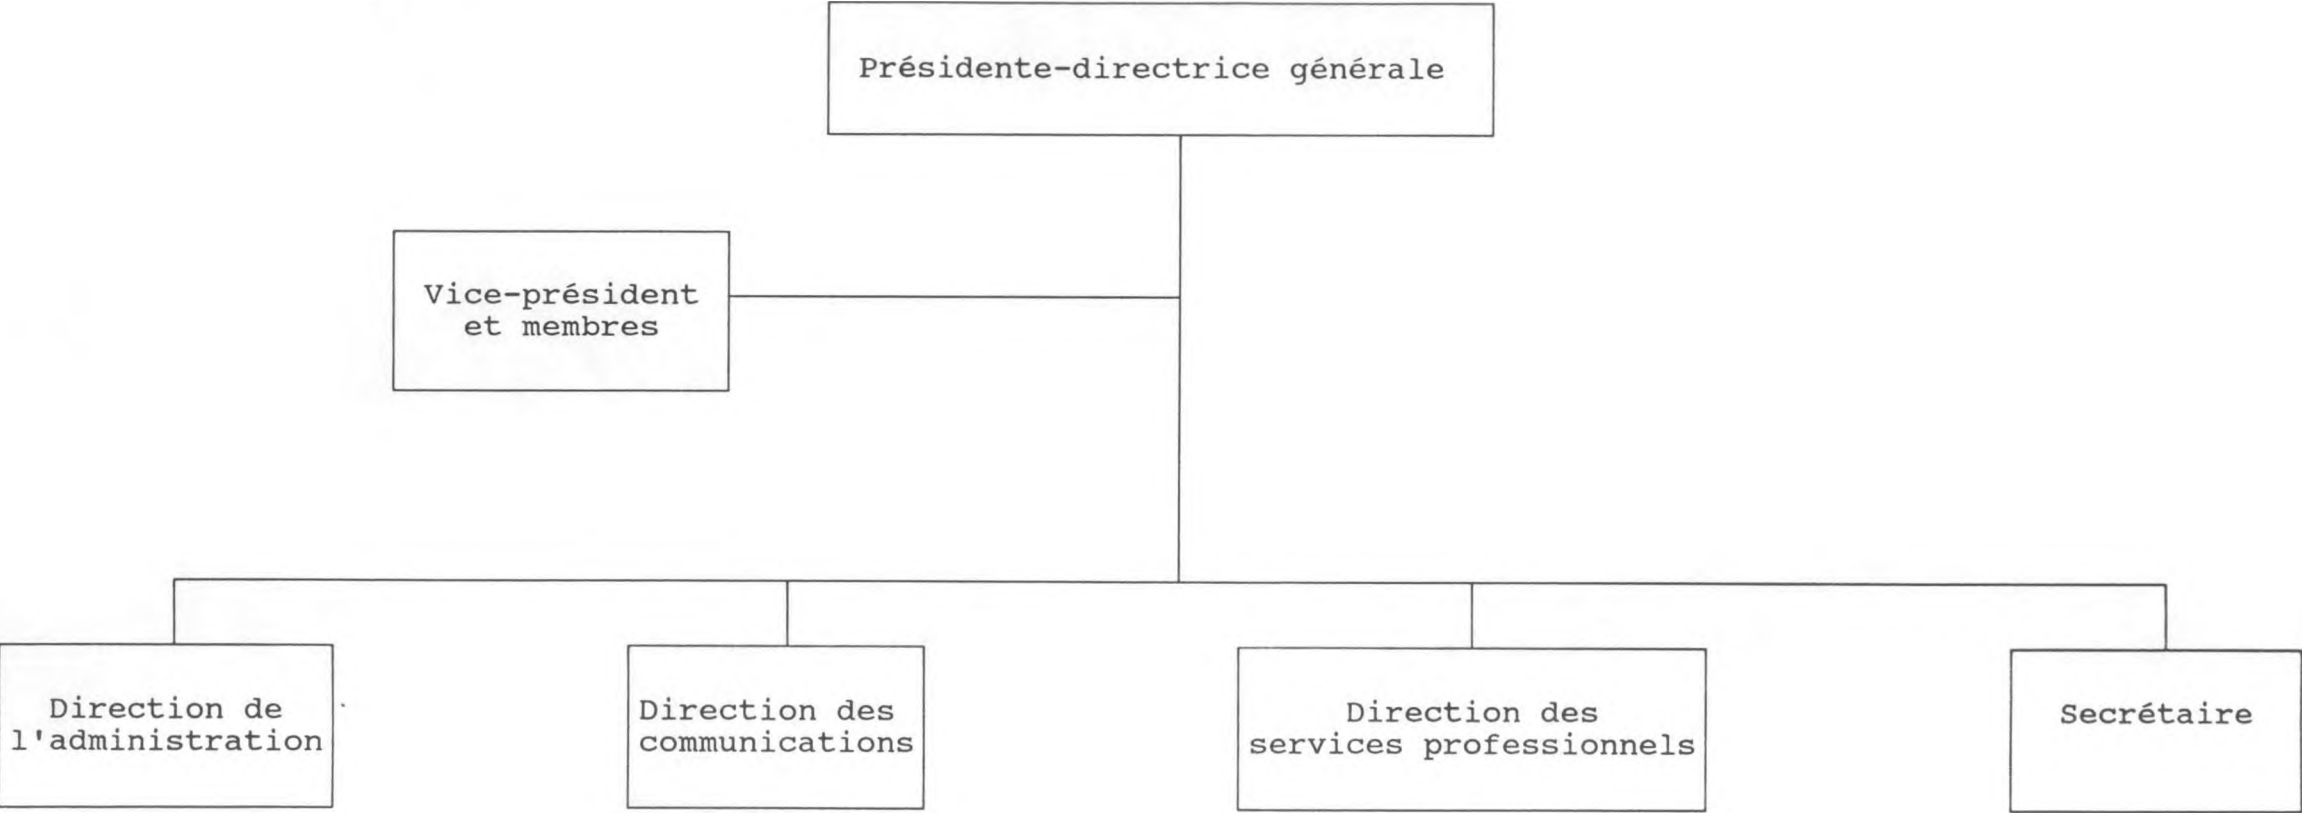 Présidente-directrice générale
Vice-président
et membres
Direction de
l'administration
Direction des
communications
Direction des
services professionnels
Secrétaire